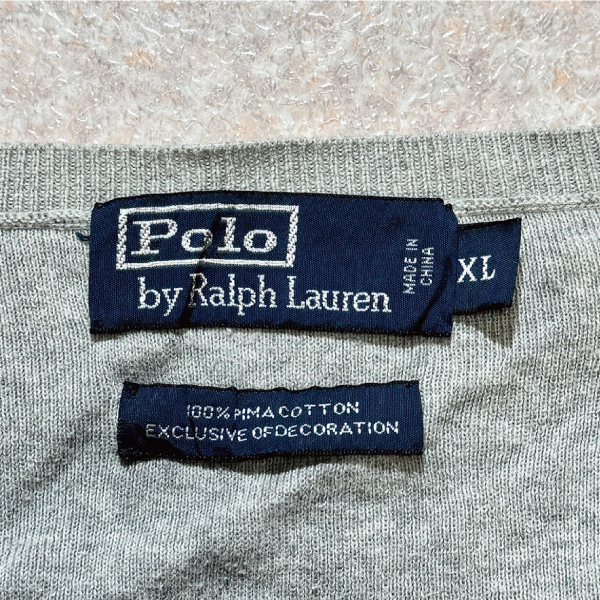 Polo
by Ralph Lauren
MADE IN
CHINA
XL
100% PIMA COTTON
EXCLUSIVE OF DECORATION